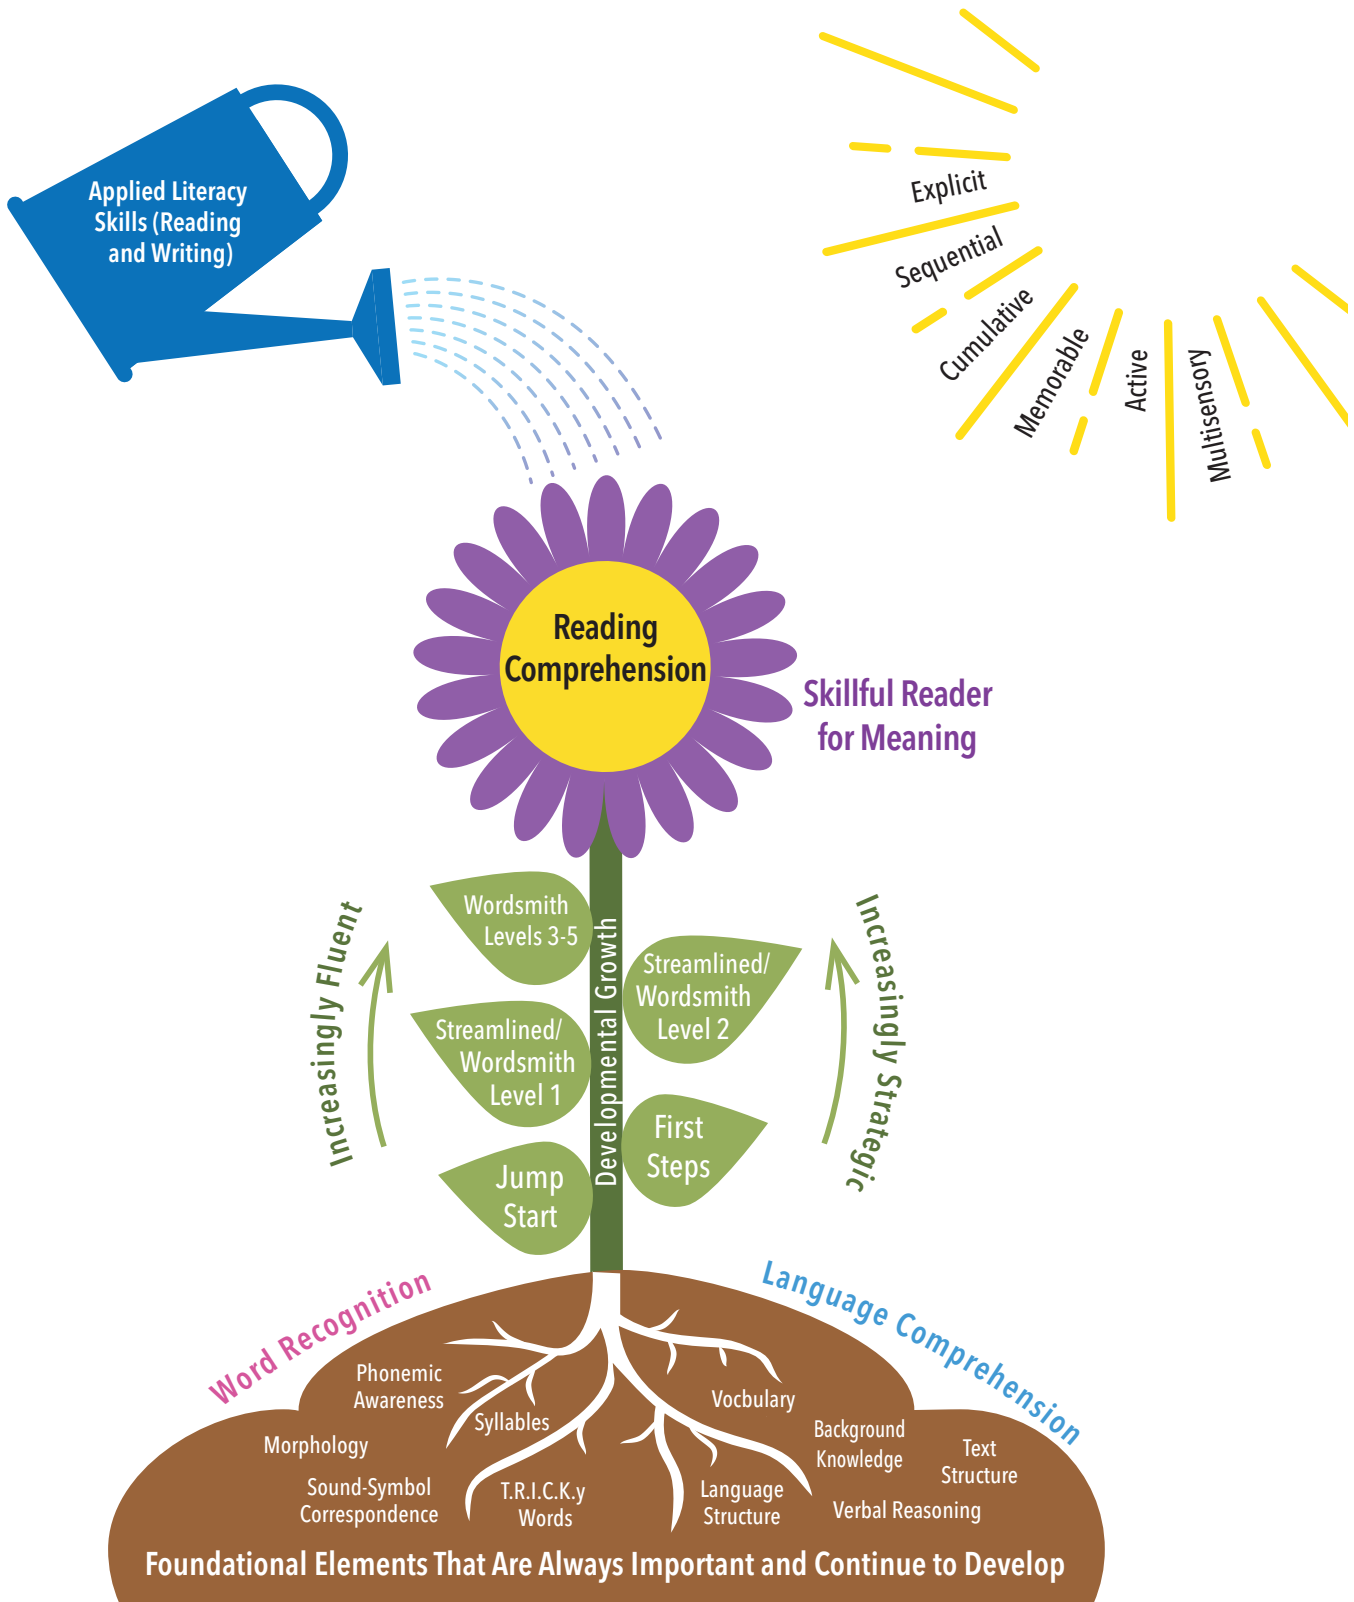 Applied Literacy
Skills (Reading
and Writing)
Explicit
Sequential
Cumulative
Memorable
Active
Multisensory
Reading
Comprehension
Skillful Reader
for Meaning
Increasingly Fluent
Wordsmith
Levels 3-5
Streamlined/
Wordsmith
Level 1
Jump
Start
Developmental Growth
Streamlined/
Wordsmith
Level 2
First
Steps
Increasingly Strategic
Word Recognition
Language Comprehension
Phonemic
Awareness
Syllables
Morphology
Sound-Symbol
Correspondence
T.R.I.C.K.y
Words
Vocbulary
Background
Knowledge
Text
Structure
Language
Structure
Verbal Reasoning
Foundational Elements That Are Always Important and Continue to Develop